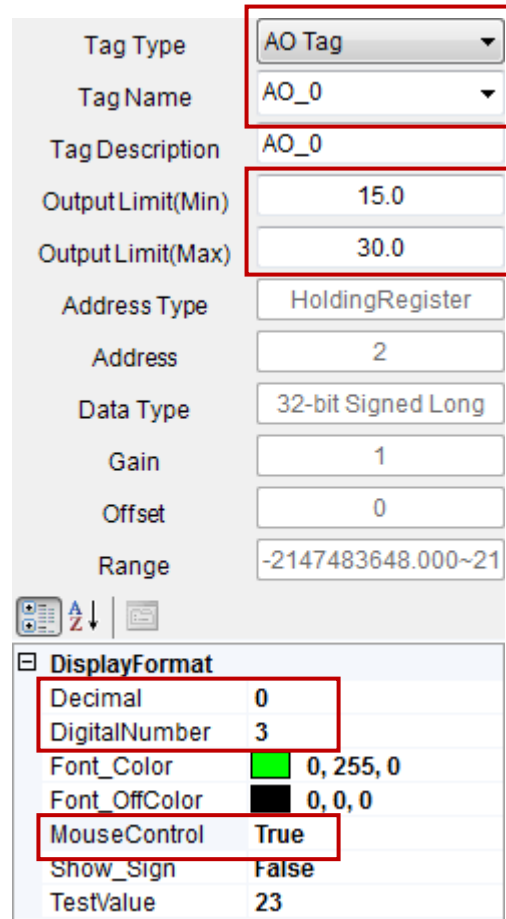 Tag Type AO Tag
Tag Name AO_0
Tag Description AO_0
Output Limit(Min) 15.0
Output Limit(Max) 30.0
Address Type HoldingRegister
Address 2
Data Type 32-bit Signed Long
Gain 1
Offset 0
Range -2147483648.000~21
DisplayFormat
Decimal 0
DigitalNumber 3
Font_Color 0, 255, 0
Font_OffColor 0, 0, 0
MouseControl True
Show_Sign False
TestValue 23